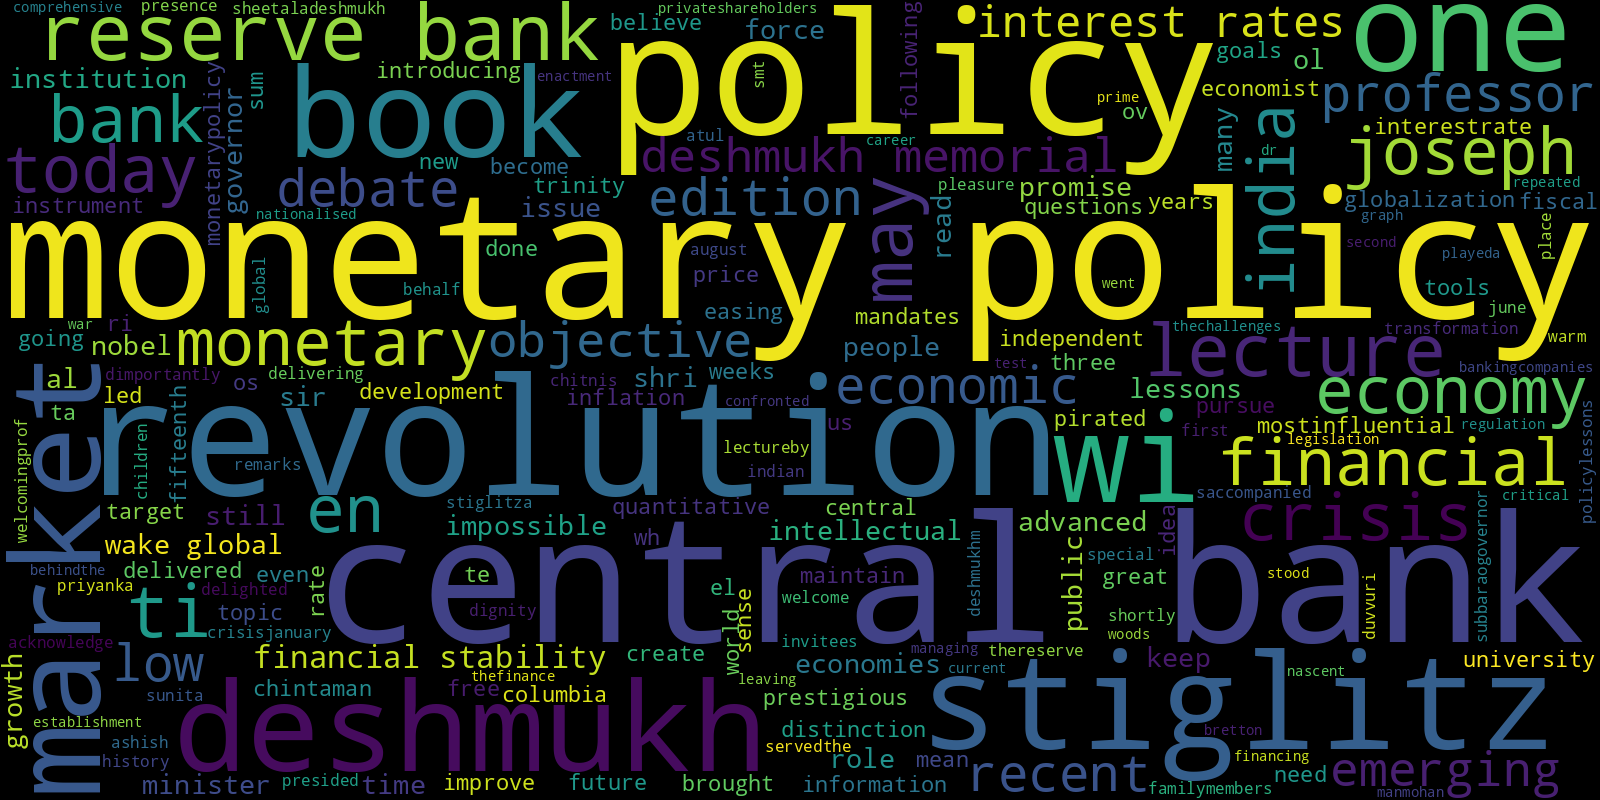 comprehensive presence sheetaladeshmukh privateshareholders
reserve bank believe force policy following interest rates one
institution introducing enactment smt goals ol
bank book monetarypolicy governor sum prime economist professor
ov atul career many india interestrate
today new become deshmukh memorial dr joseph
debate trinity edition may pleasure promise repeated
instrument nationalised issue read questions years globalization fiscal
monetary policy done august graph second place
global behalf price went playeda tools
war ri easing mandates june
going nobel monetary objective people independent lecture thechallenges transformation warm
market al dimportantly os delivering shri weeks economic test three bankingcompanies
led sir development chitnis inflation confronted lessons economy
ta revolution us pirated pursue mostinfluential
children fifteenth lectureby wi first legislation regulation
welcomingprof remarks indian financial policylessons
target still en stiglitza quantitative central saccompanied critical
impossible intellectual advanced idea crisis
wake global wh central bank
behindthe delivered even te maintain deshmukhm public special stood
priyanka delighted rate el great duvvuri subbaraogovernor
ti topic dignity sense welcome shortly
acknowledge crisisjanuary world invitees woods
low financial stability create managing thereserve keep university
growth sunita chintaman thefinance economies current nascent
free columbia leaving prestigious stiglitz
establishment deshmukh distinction bretton
ashish servedthe financing
history role mean recent need emerging
minister presided time improve future brought information familymembers manmohan